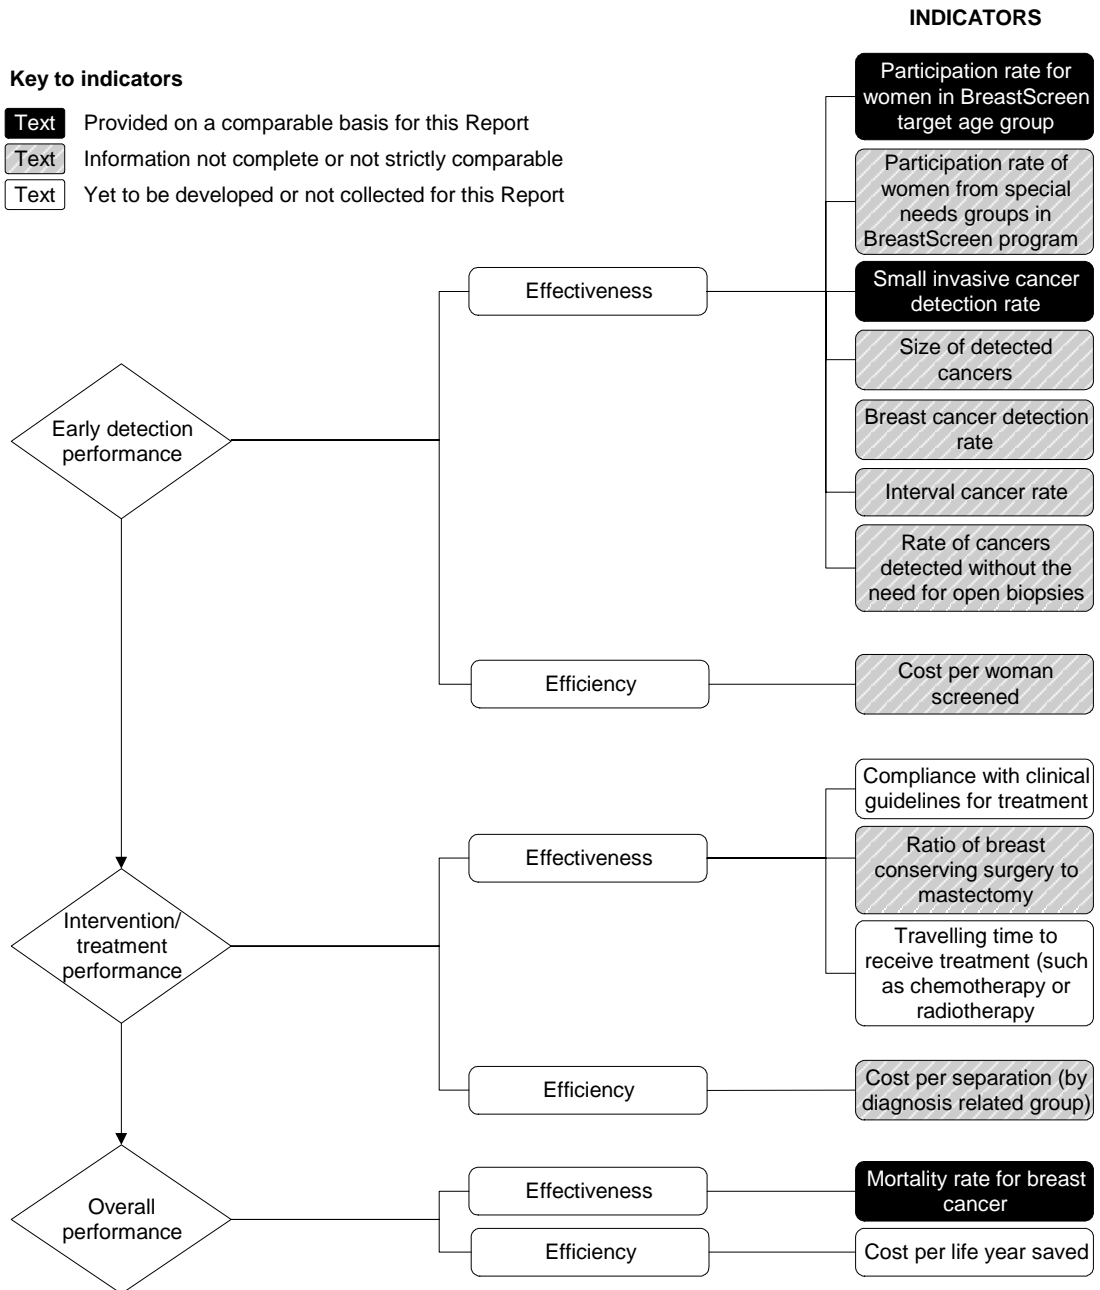 INDICATORS
Key to indicators
Text Provided on a comparable basis for this Report
Text Information not complete or not strictly comparable
Text Yet to be developed or not collected for this Report
Participation rate for
women in BreastScreen
target age group
Participation rate of
women from special
needs groups in
BreastScreen program
Effectiveness
Small invasive cancer
detection rate
Size of detected
cancers
Early detection
performance
Breast cancer detection
rate
Interval cancer rate
Rate of cancers
detected without the
need for open biopsies
Efficiency
Cost per woman
screened
Compliance with clinical
guidelines for treatment
Effectiveness
Ratio of breast
conserving surgery to
mastectomy
Intervention/
treatment
performance
Travelling time to
receive treatment (such
as chemotherapy or
radiotherapy
Efficiency
Cost per separation (by
diagnosis related group)
Overall
performance
Effectiveness
Mortality rate for breast
cancer
Efficiency
Cost per life year saved